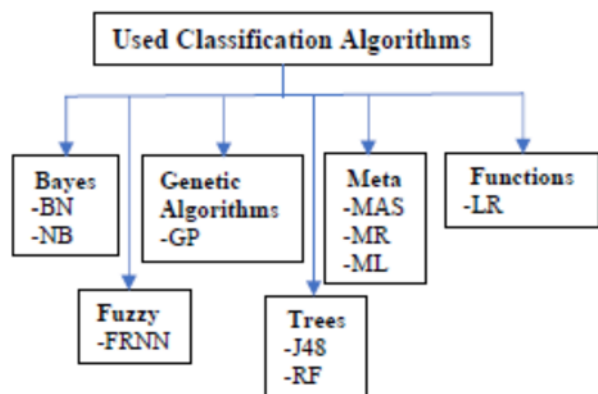 Used Classification Algorithms
Bayes
-BN
-NB
Genetic
Algorithms
-GP
Meta
-MAS
-MR
-ML
Functions
-LR
Fuzzy
-FRNN
Trees
-J48
-RF